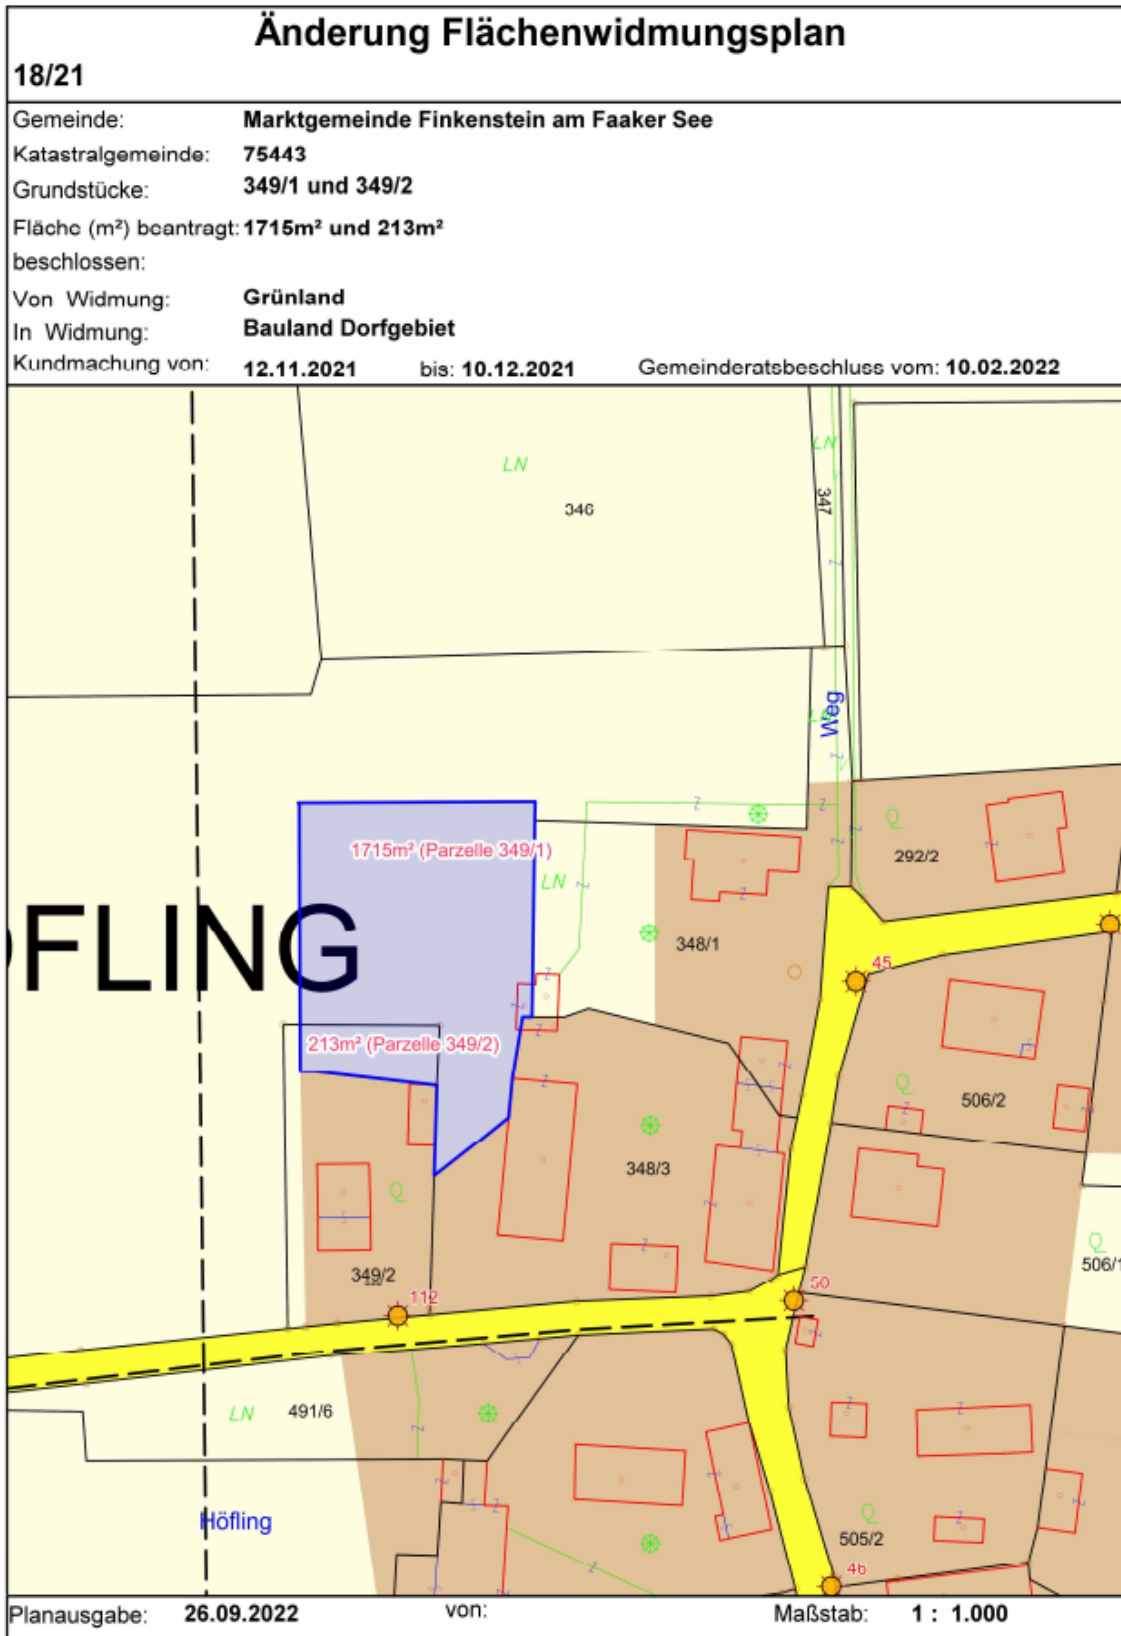 Änderung Flächenwidmungsplan
18/21
Gemeinde: Marktgemeinde Finkenstein am Faaker See
Katastralgemeinde: 75443
Grundstücke: 349/1 und 349/2
Fläche (m²) beantragt: 1715m² und 213m²
beschlossen:
Von Widmung: Grünland
In Widmung: Bauland Dorfgebiet
Kundmachung von: 12.11.2021 bis: 10.12.2021 Gemeinderatsbeschluss vom: 10.02.2022
LN
LN
346
347
Weg
1715m² (Parzelle 349/1)
LN
Q
292/2
ÖFLING
348/1
45
213m² (Parzelle 349/2)
Q
506/2
348/3
Q
Q
506/1
349/2
112
50
LN
491/6
Höfling
Q
505/2
46
Planausgabe: 26.09.2022 von: Maßstab: 1 : 1.000